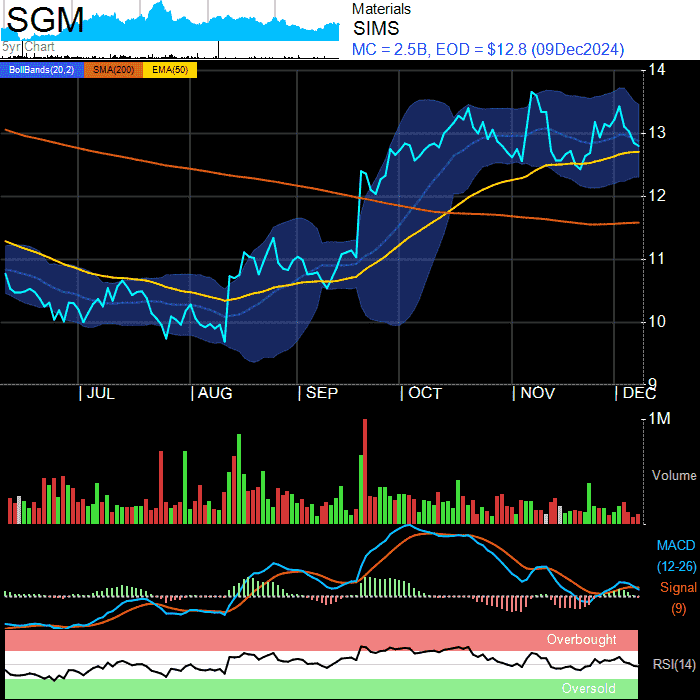 SGM
5yr Chart
Materials
SIMS
MC = 2.5B, EOD = $12.8 (09Dec2024)
BollBands(20,2) SMA(200) EMA(50)
14
13
12
11
10
9
JUL AUG SEP OCT NOV DEC
1M
Volume
MACD
(12-26)
Signal
(9)
Overbought
RSI(14)
Oversold